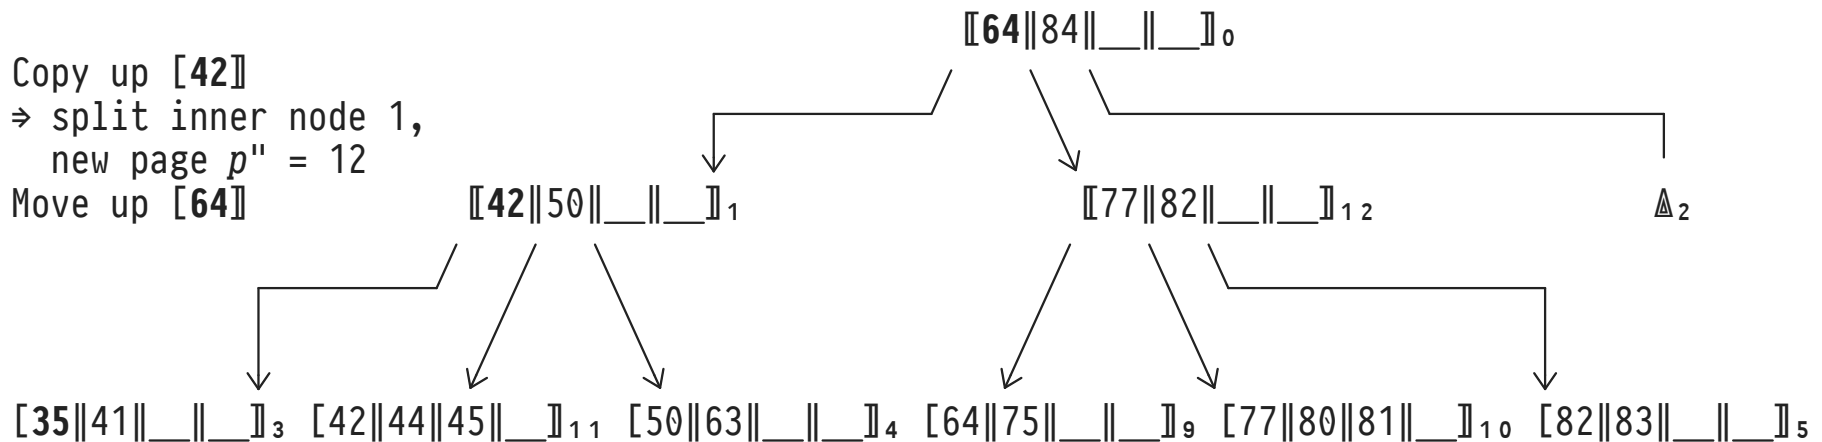 ⟦64‖84‖__‖__⟧₀
Copy up [42⟧
⇒ split inner node 1,
new page p" = 12
Move up [64⟧
⟦42‖50‖__‖__⟧₁ ⟦77‖82‖__‖__⟧₁₂ ◬₂
[35‖41‖__‖__⟧₃ [42‖44‖45‖__⟧₁₁ [50‖63‖__‖__⟧₄ [64‖75‖__‖__⟧₉ [77‖80‖81‖__⟧₁₀ [82‖83‖__‖__⟧₅